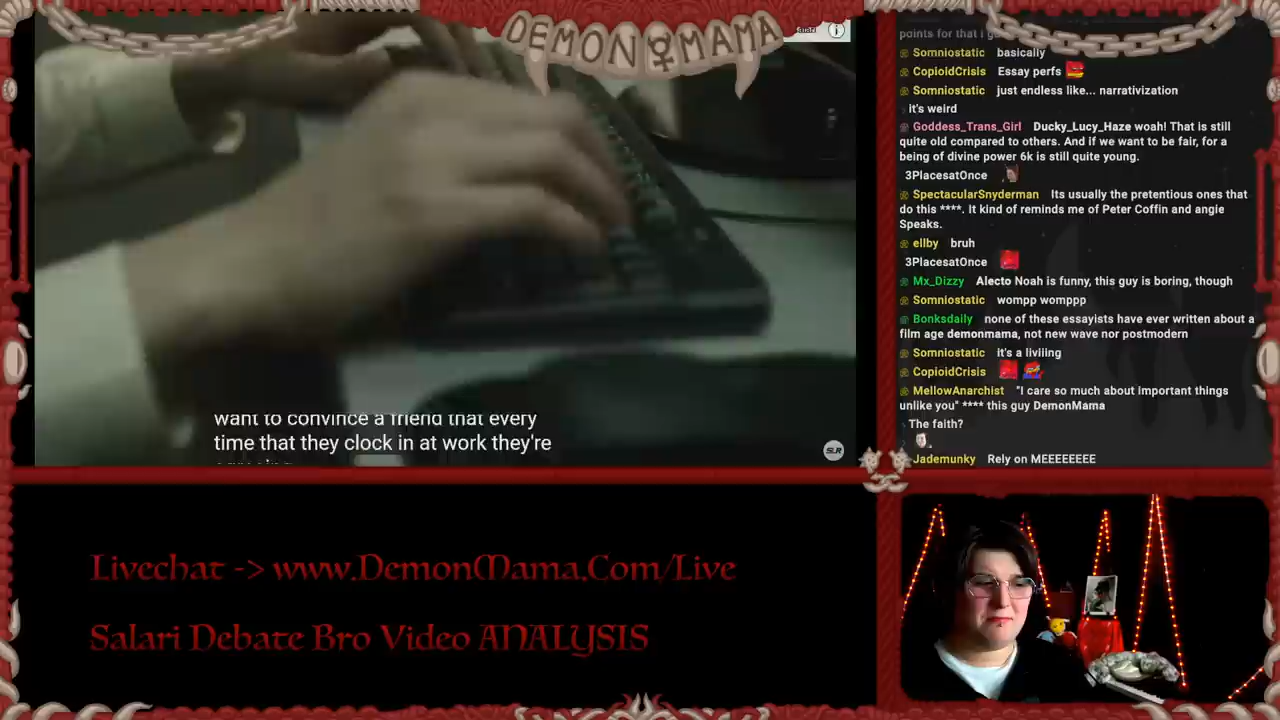 DEMON MAMA
want to convince a friend that every
time that they clock in at work they're
SLR
points for that i g
Somniostatic basically
CopioidCrisis Essay perfs
Somniostatic just endless like... narrativization
it's weird
Goddess_Trans_Girl Ducky_Lucy_Haze woah! That is still
quite old compared to others. And if we want to be fair, for a
being of divine power 6k is still quite young.
3PlacesatOnce
SpectacularSnyderman Its usually the pretentious ones that
do this ****. It kind of reminds me of Peter Coffin and angie
Speaks.
ellby bruh
3PlacesatOnce
Mx_Dizzy Alecto Noah is funny, this guy is boring, though
Somniostatic wompp womppp
Bonksdaily none of these essayists have ever written about a
film age demonmama, not new wave nor postmodern
Somniostatic it's a liviiing
CopioidCrisis
MellowAnarchist "I care so much about Important things
unlike you" **** this guy DemonMama
The faith?
Jademunky Rely on MEEEEEEE
Livechat -> www.DemonMama.Com/Live
Salari Debate Bro Video ANALYSIS